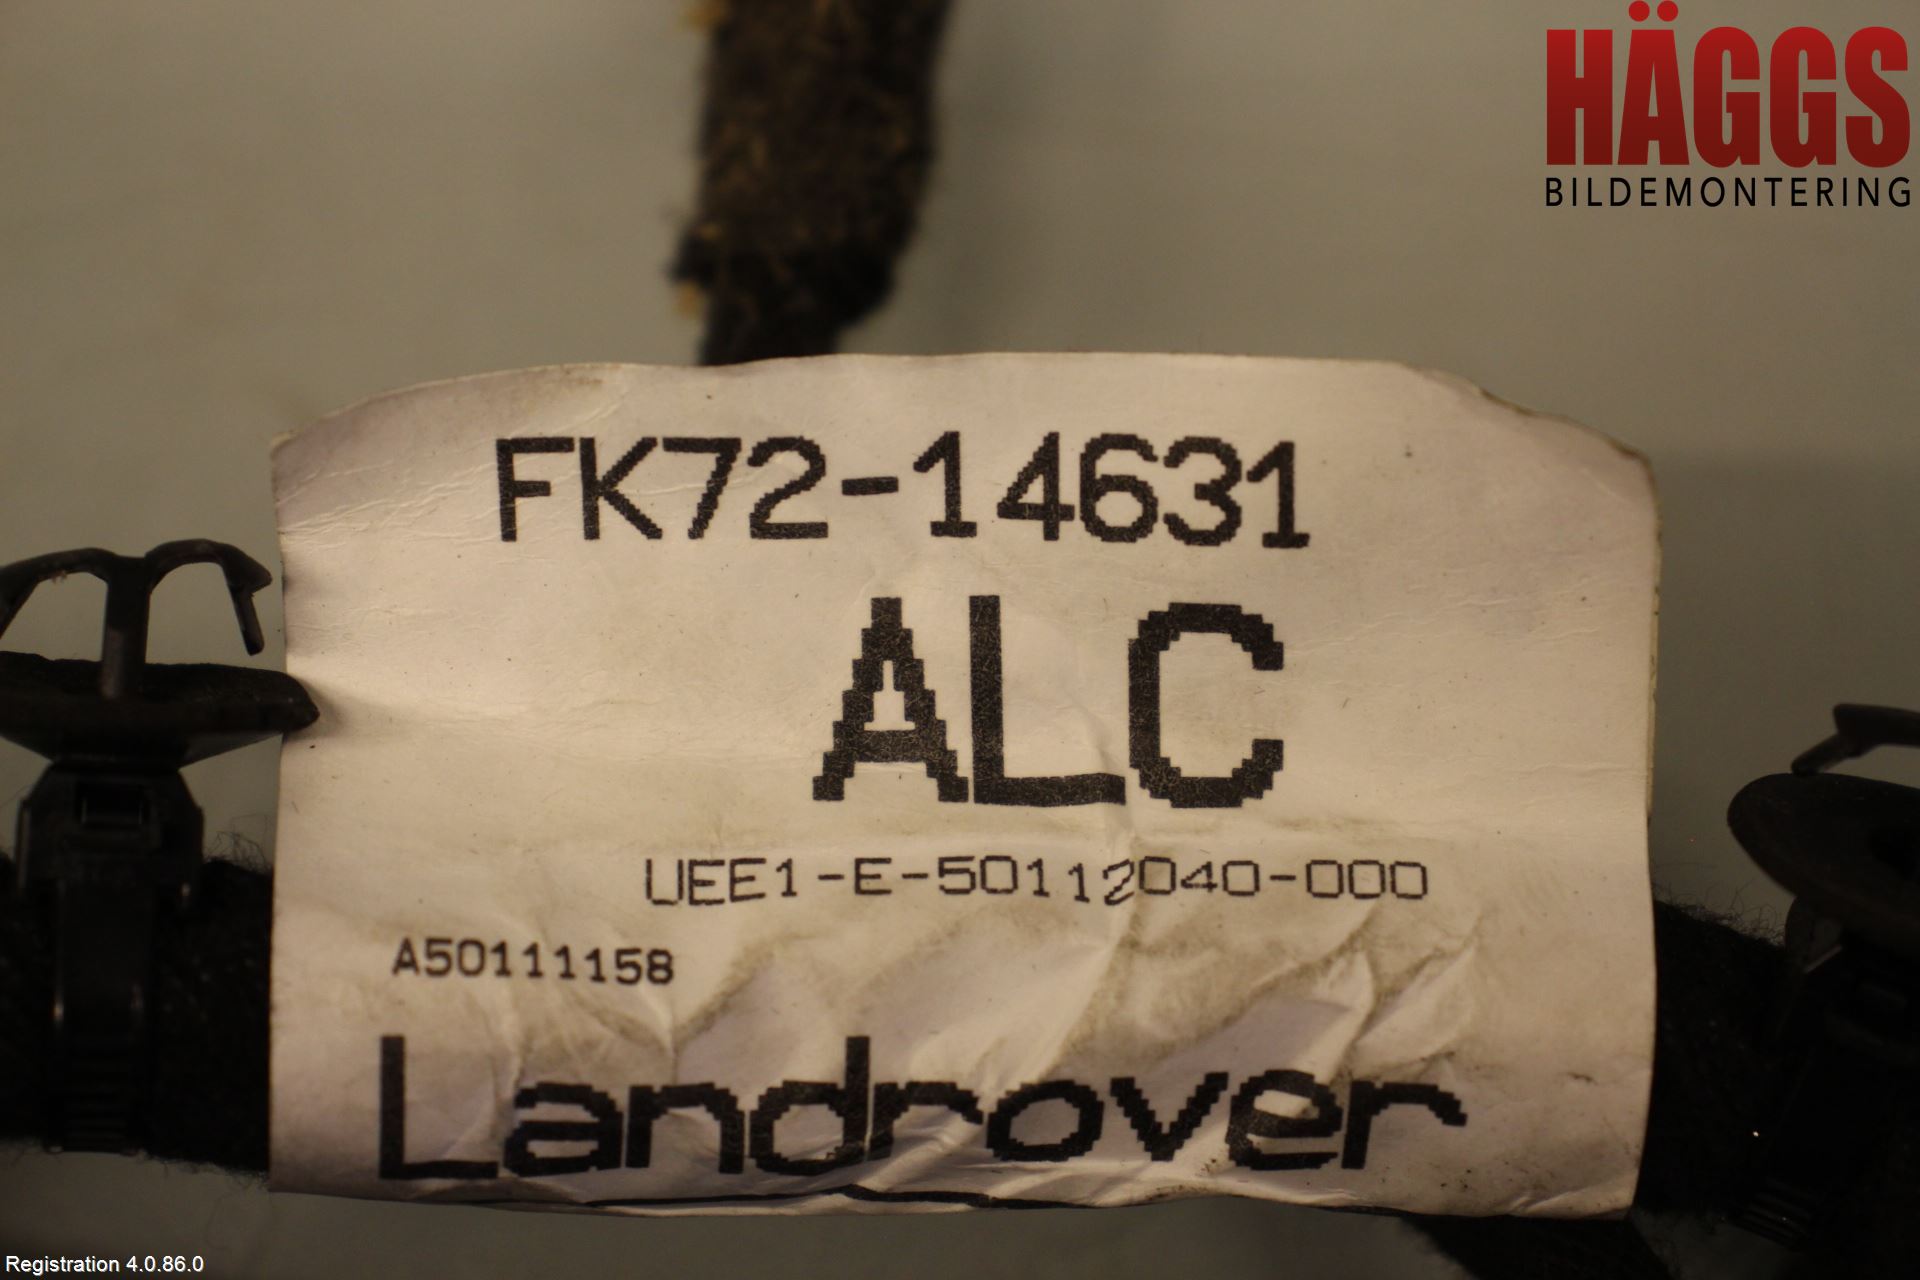 HÄGGS
BILDEMONTERING
FK72-14631
ALC
UEE1-E-50112040-000
A50111158
Landrover
Registration 4.0.86.0